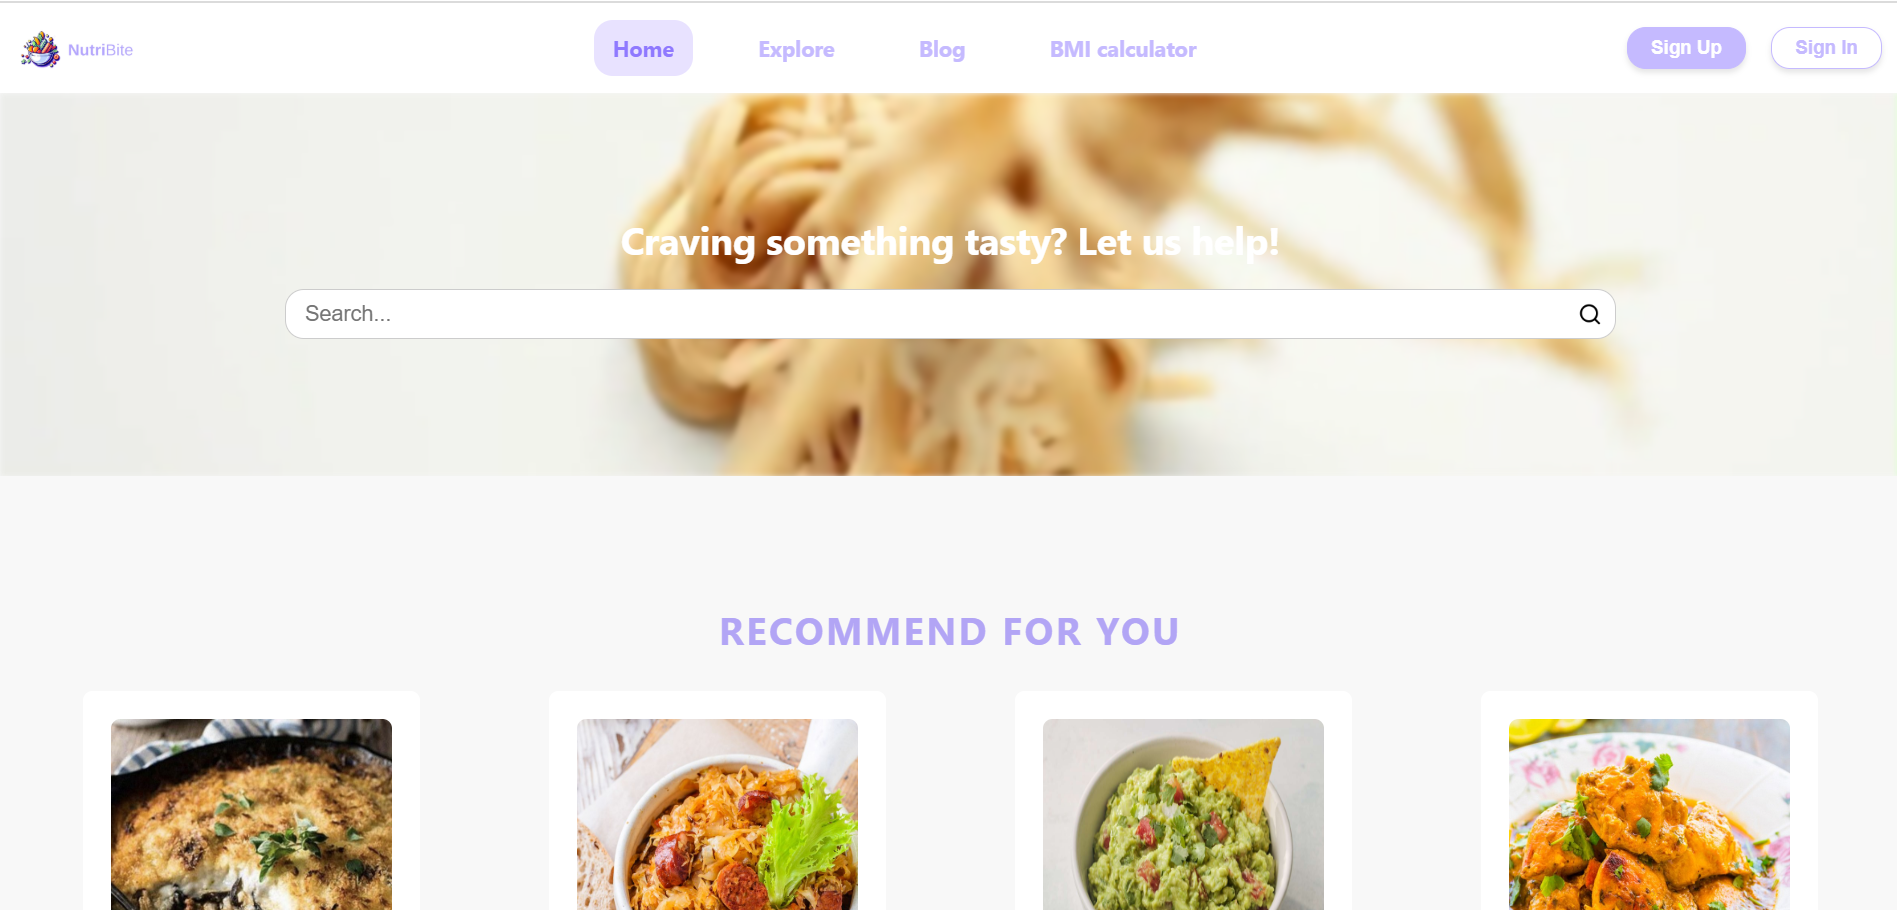 NutriBite
Home
Explore
Blog
BMI calculator
Sign Up
Sign In
Craving something tasty? Let us help!
Search...
RECOMMEND FOR YOU